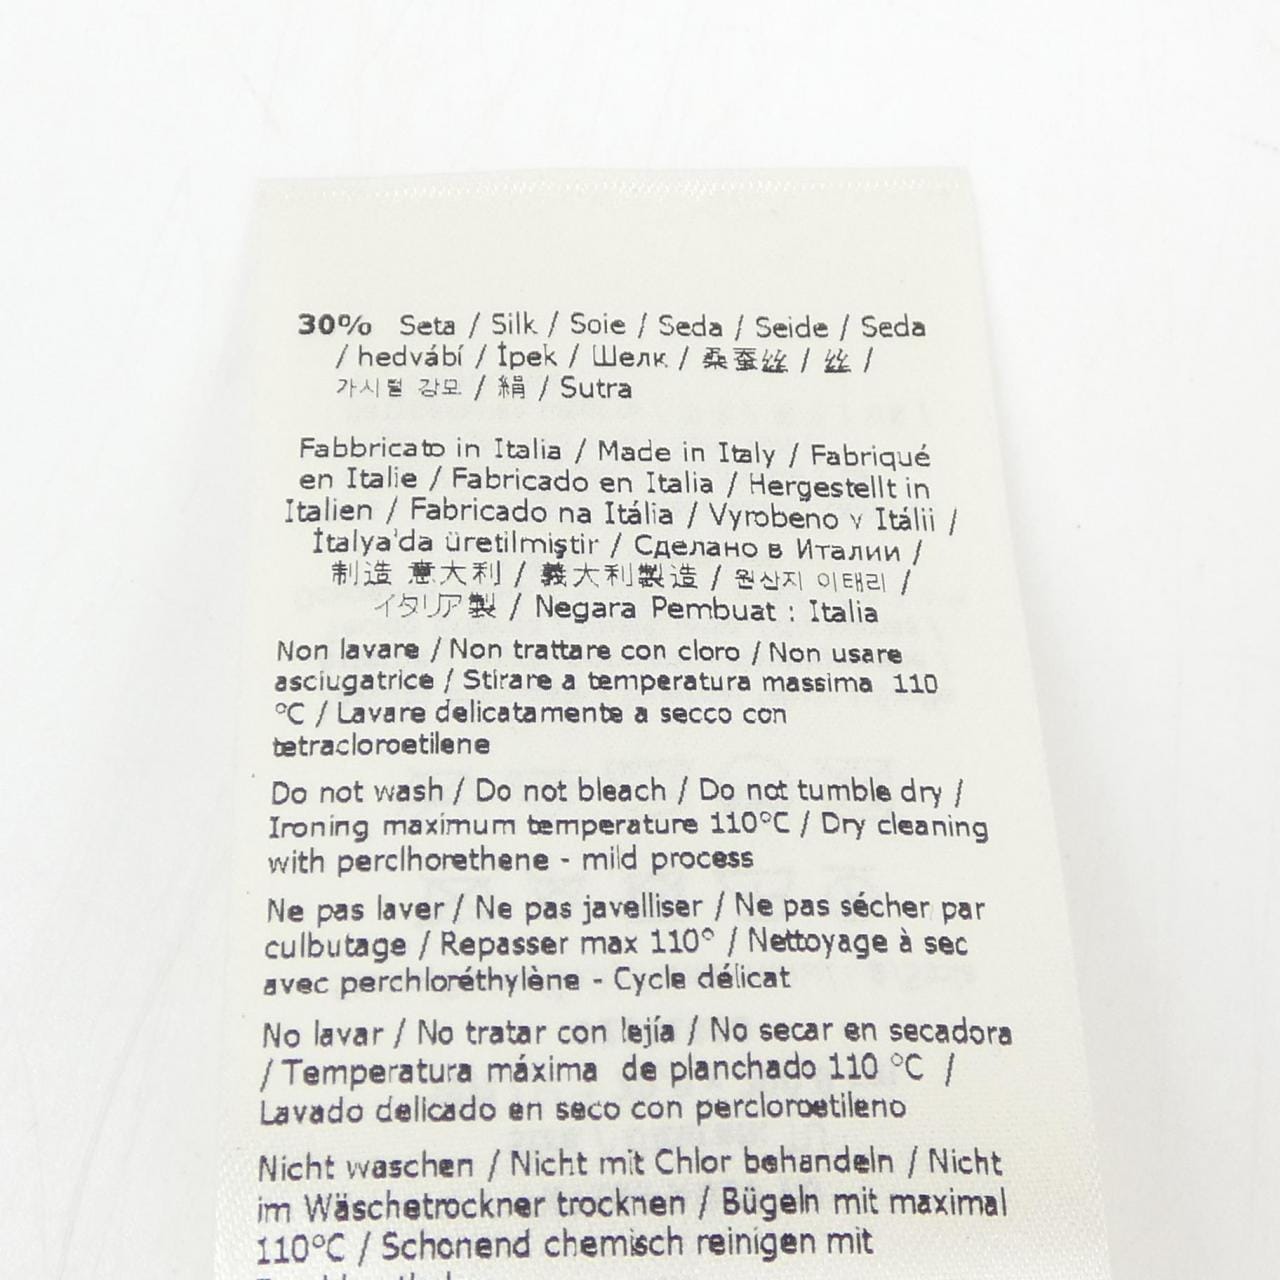 30% Seta / Silk / Soie / Seda / Seide / Seda
/ hedvábí / İpek / Шелк / 桑蚕丝 / 丝 /
가시털 강모 / 絹 / Sutra
Fabbricato in Italia / Made in Italy / Fabriqué
en Italie / Fabricado en Italia / Hergestellt in
Italien / Fabricado na Itália / Vyrobeno v Itálii /
İtalya'da üretilmiştir / Сделано в Италии /
制造 意大利 / 義大利製造 / 원산지 이태리 /
イタリア製 / Negara Pembuat : Italia
Non lavare / Non trattare con cloro / Non usare
asciugatrice / Stirare a temperatura massima 110
°C / Lavare delicatamente a secco con
tetracloroetilene
Do not wash / Do not bleach / Do not tumble dry /
Ironing maximum temperature 110°C / Dry cleaning
with perclhorethene - mild process
Ne pas laver / Ne pas javelliser / Ne pas sécher par
culbutage / Repasser max 110° / Nettoyage à sec
avec perchloréthylène - Cycle délicat
No lavar / No tratar con lejía / No secar en secadora
/ Temperatura máxima de planchado 110 °C /
Lavado delicado en seco con percloroetileno
Nicht waschen / Nicht mit Chlor behandeln / Nicht
im Wäschetrockner trocknen / Bügeln mit maximal
110°C / Schonend chemisch reinigen mit